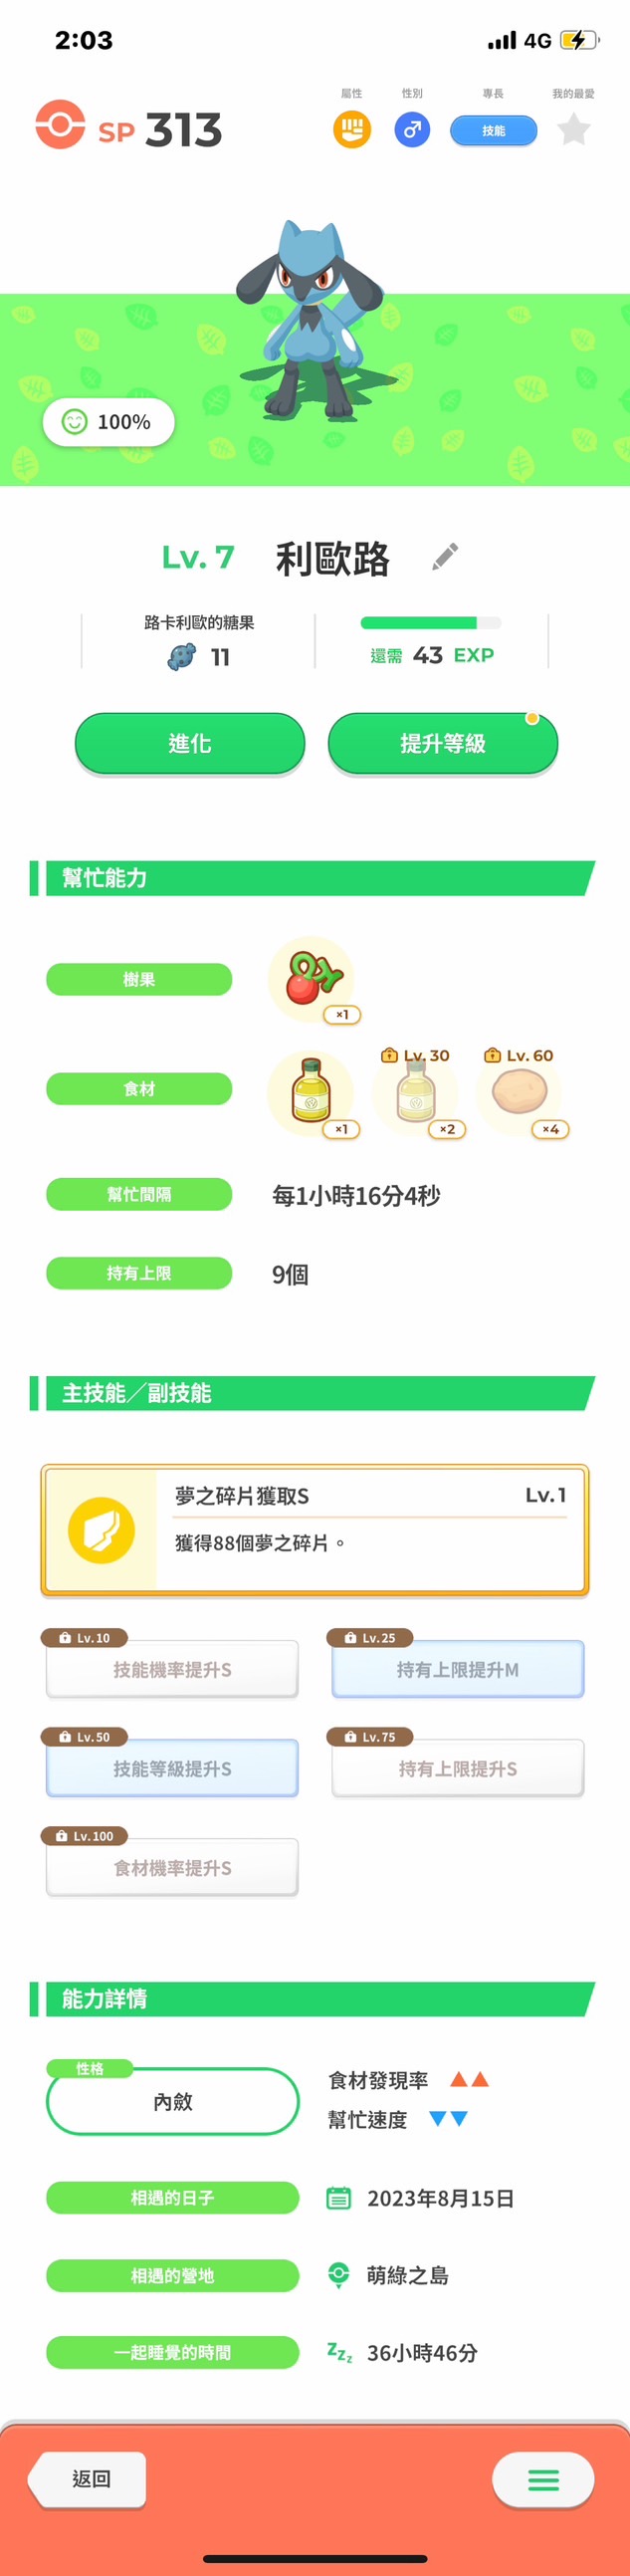 2:03
4G
屬性 性別 專長 我的最愛
SP 313
技能
100%
Lv. 7 利歐路
路卡利歐的糖果
11
還需 43 EXP
進化
提升等級
幫忙能力
樹果
×1
食材
×1
Lv. 30
×2
Lv. 60
×4
幫忙間隔
每1小時16分4秒
持有上限
9個
主技能／副技能
夢之碎片獲取S Lv.1
獲得88個夢之碎片。
Lv.10
技能機率提升S
Lv.25
持有上限提升M
Lv.50
技能等級提升S
Lv.75
持有上限提升S
Lv.100
食材機率提升S
能力詳情
性格
內斂
食材發現率
幫忙速度
相遇的日子
2023年8月15日
相遇的營地
萌綠之島
一起睡覺的時間
zzz 36小時46分
返回